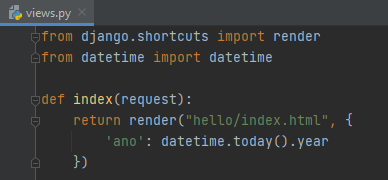 views.py
from django.shortcuts import render
from datetime import datetime
def index(request):
    return render("hello/index.html", {
        'ano': datetime.today().year
    })